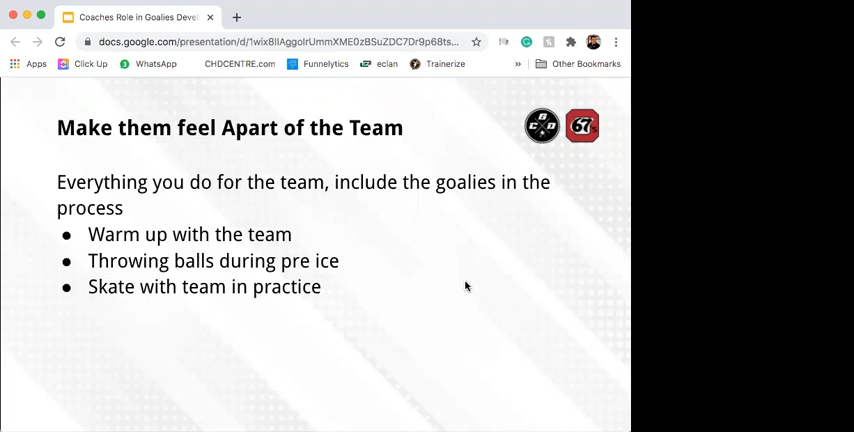 Coaches Role in Goalies Devel
docs.google.com/presentation/d/1wix8IIAggolrUmmXME0zBSuZDC7Dr9p68ts...
Apps Click Up WhatsApp CHDCENTRE.com Funnelytics eclan Trainerize » Other Bookmarks
Make them feel Apart of the Team
67's
Everything you do for the team, include the goalies in the
process
● Warm up with the team
● Throwing balls during pre ice
● Skate with team in practice